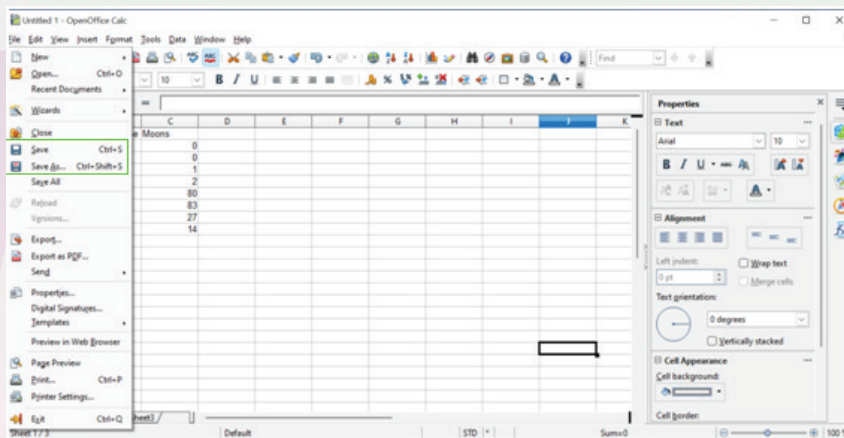 Untitled 1 - OpenOffice Calc
File Edit View Insert Format Tools Data Window Help
New
Open... Ctrl+O
Recent Documents
Wizards
Close
Save Ctrl+S
Save As... Ctrl+Shift+S
Save All
Reload
Versions...
Export...
Export as PDF...
Send
Properties...
Digital Signatures...
Templates
Preview in Web Browser
Page Preview
Print... Ctrl+P
Printer Settings...
Exit Ctrl+Q
Find
10 B I U
=
C D E F G H I J K
e Moons
0
0
1
2
80
83
27
14
heet3
Sheet 1 / 3 Default STD * Sum=0 100 %
Properties
Text
Arial 10
B I U
Alignment
Left indent: Wrap text
0 pt Merge cells
Text orientation:
0 degrees
Vertically stacked
Cell Appearance
Cell background:
Cell border: